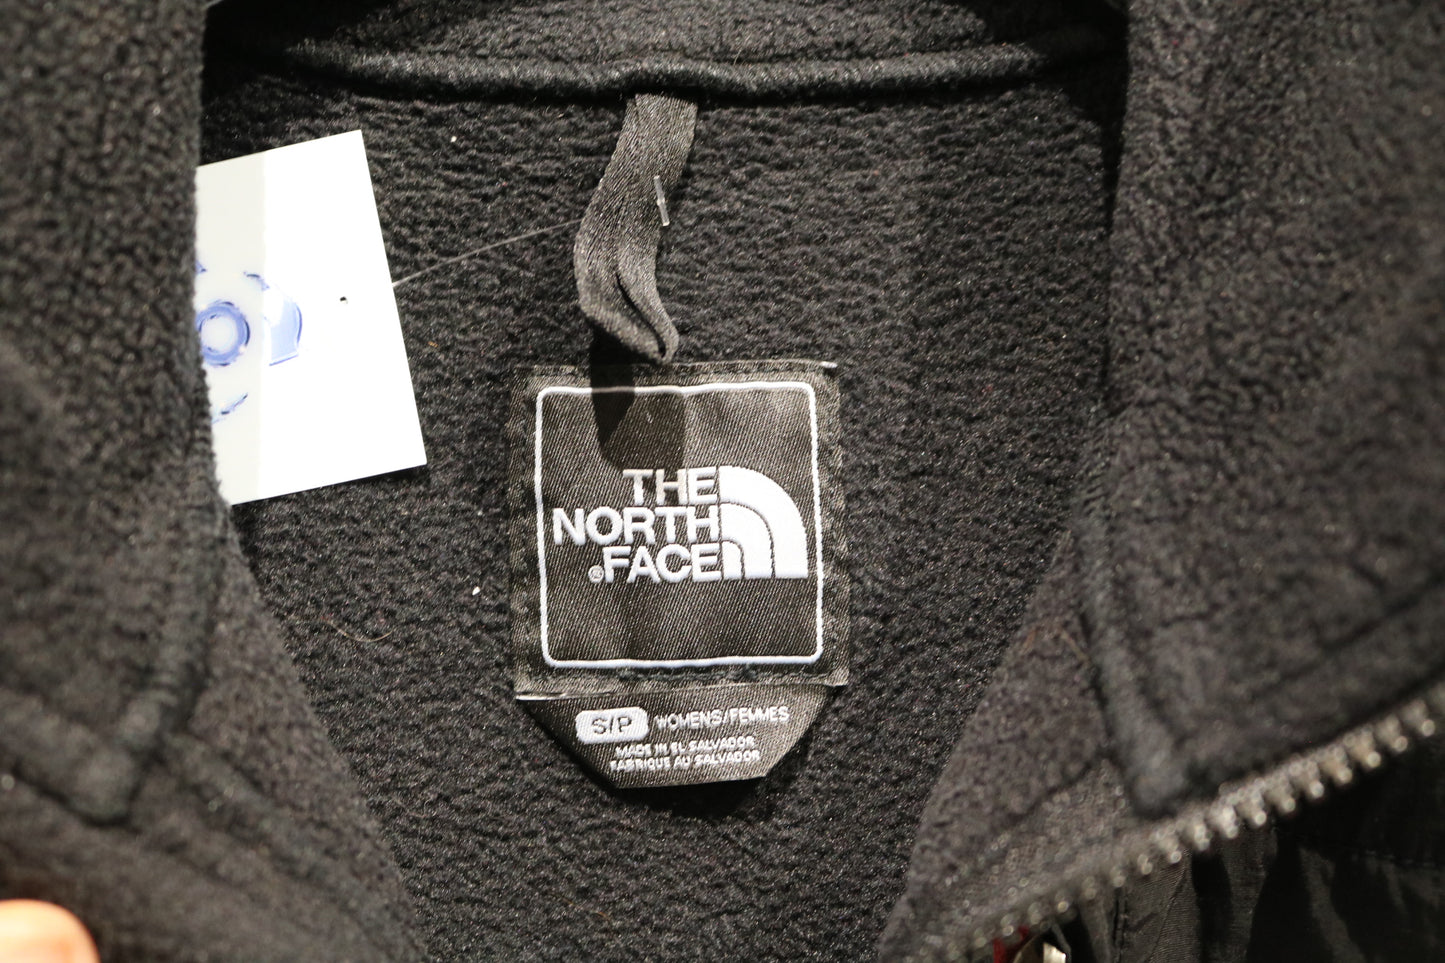 THE
NORTH
®FACE
S/P WOMENS/FEMMES
MADE IN EL SALVADOR
FABRIQUE AU SALVADOR